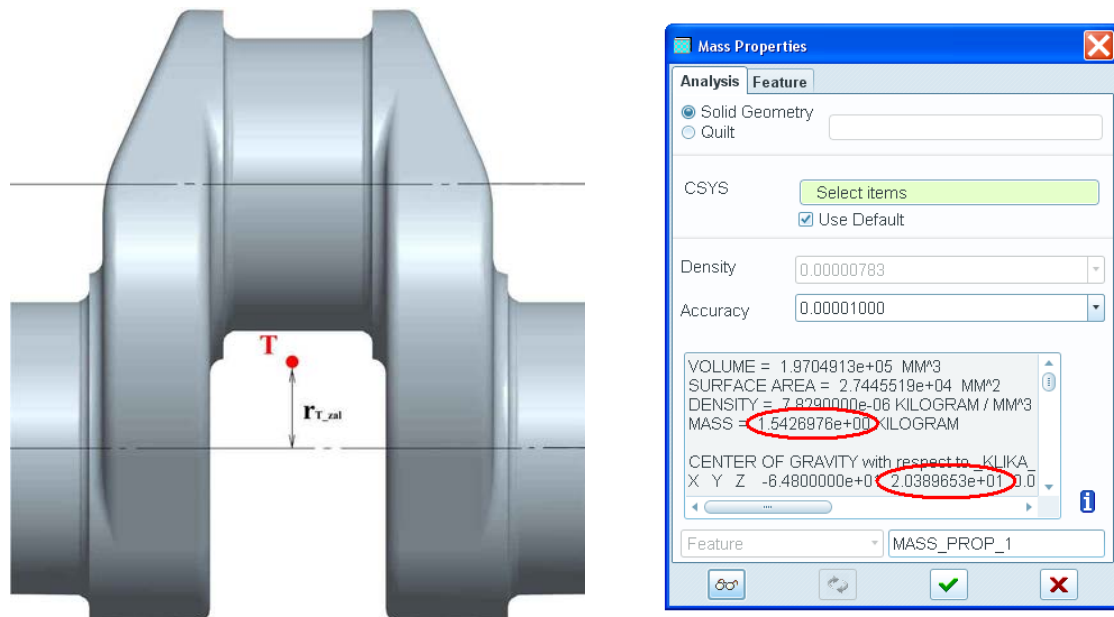 T
rT_zal
Mass Properties
Analysis Feature
Solid Geometry
Quilt
CSYS
Select items
Use Default
Density
0.00000783
Accuracy
0.00001000
VOLUME = 1.9704913e+05 MM^3
SURFACE AREA = 2.7445519e+04 MM^2
DENSITY = 7.8290000e-06 KILOGRAM / MM^3
MASS = 1.5426976e+00 KILOGRAM
CENTER OF GRAVITY with respect to _KLIKA_
X Y Z -6.4800000e+01 2.0389653e+01 0.0
Feature
MASS_PROP_1